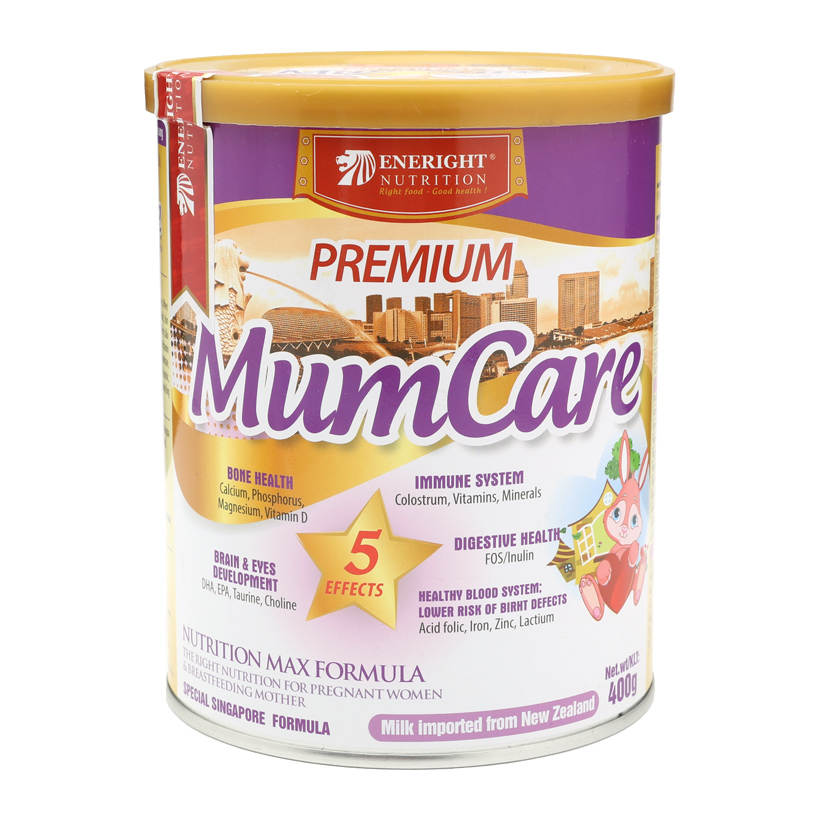 ENERIGHT®
NUTRITION
Right food - Good health !
PREMIUM
MumCare
BONE HEALTH
Calcium, Phosphorus,
Magnesium, Vitamin D
IMMUNE SYSTEM
Colostrum, Vitamins, Minerals
BRAIN & EYES
DEVELOPMENT
DHA, EPA, Taurine, Choline
5
EFFECTS
DIGESTIVE HEALTH
FOS/Inulin
HEALTHY BLOOD SYSTEM;
LOWER RISK OF BIRHT DEFECTS
Acid folic, Iron, Zinc, Lactium
NUTRITION MAX FORMULA
THE RIGHT NUTRITION FOR PREGNANT WOMEN
& BREASTFEEDING MOTHER
SPECIAL SINGAPORE FORMULA
Milk imported from New Zealand
Net.wt/KLT:
400g